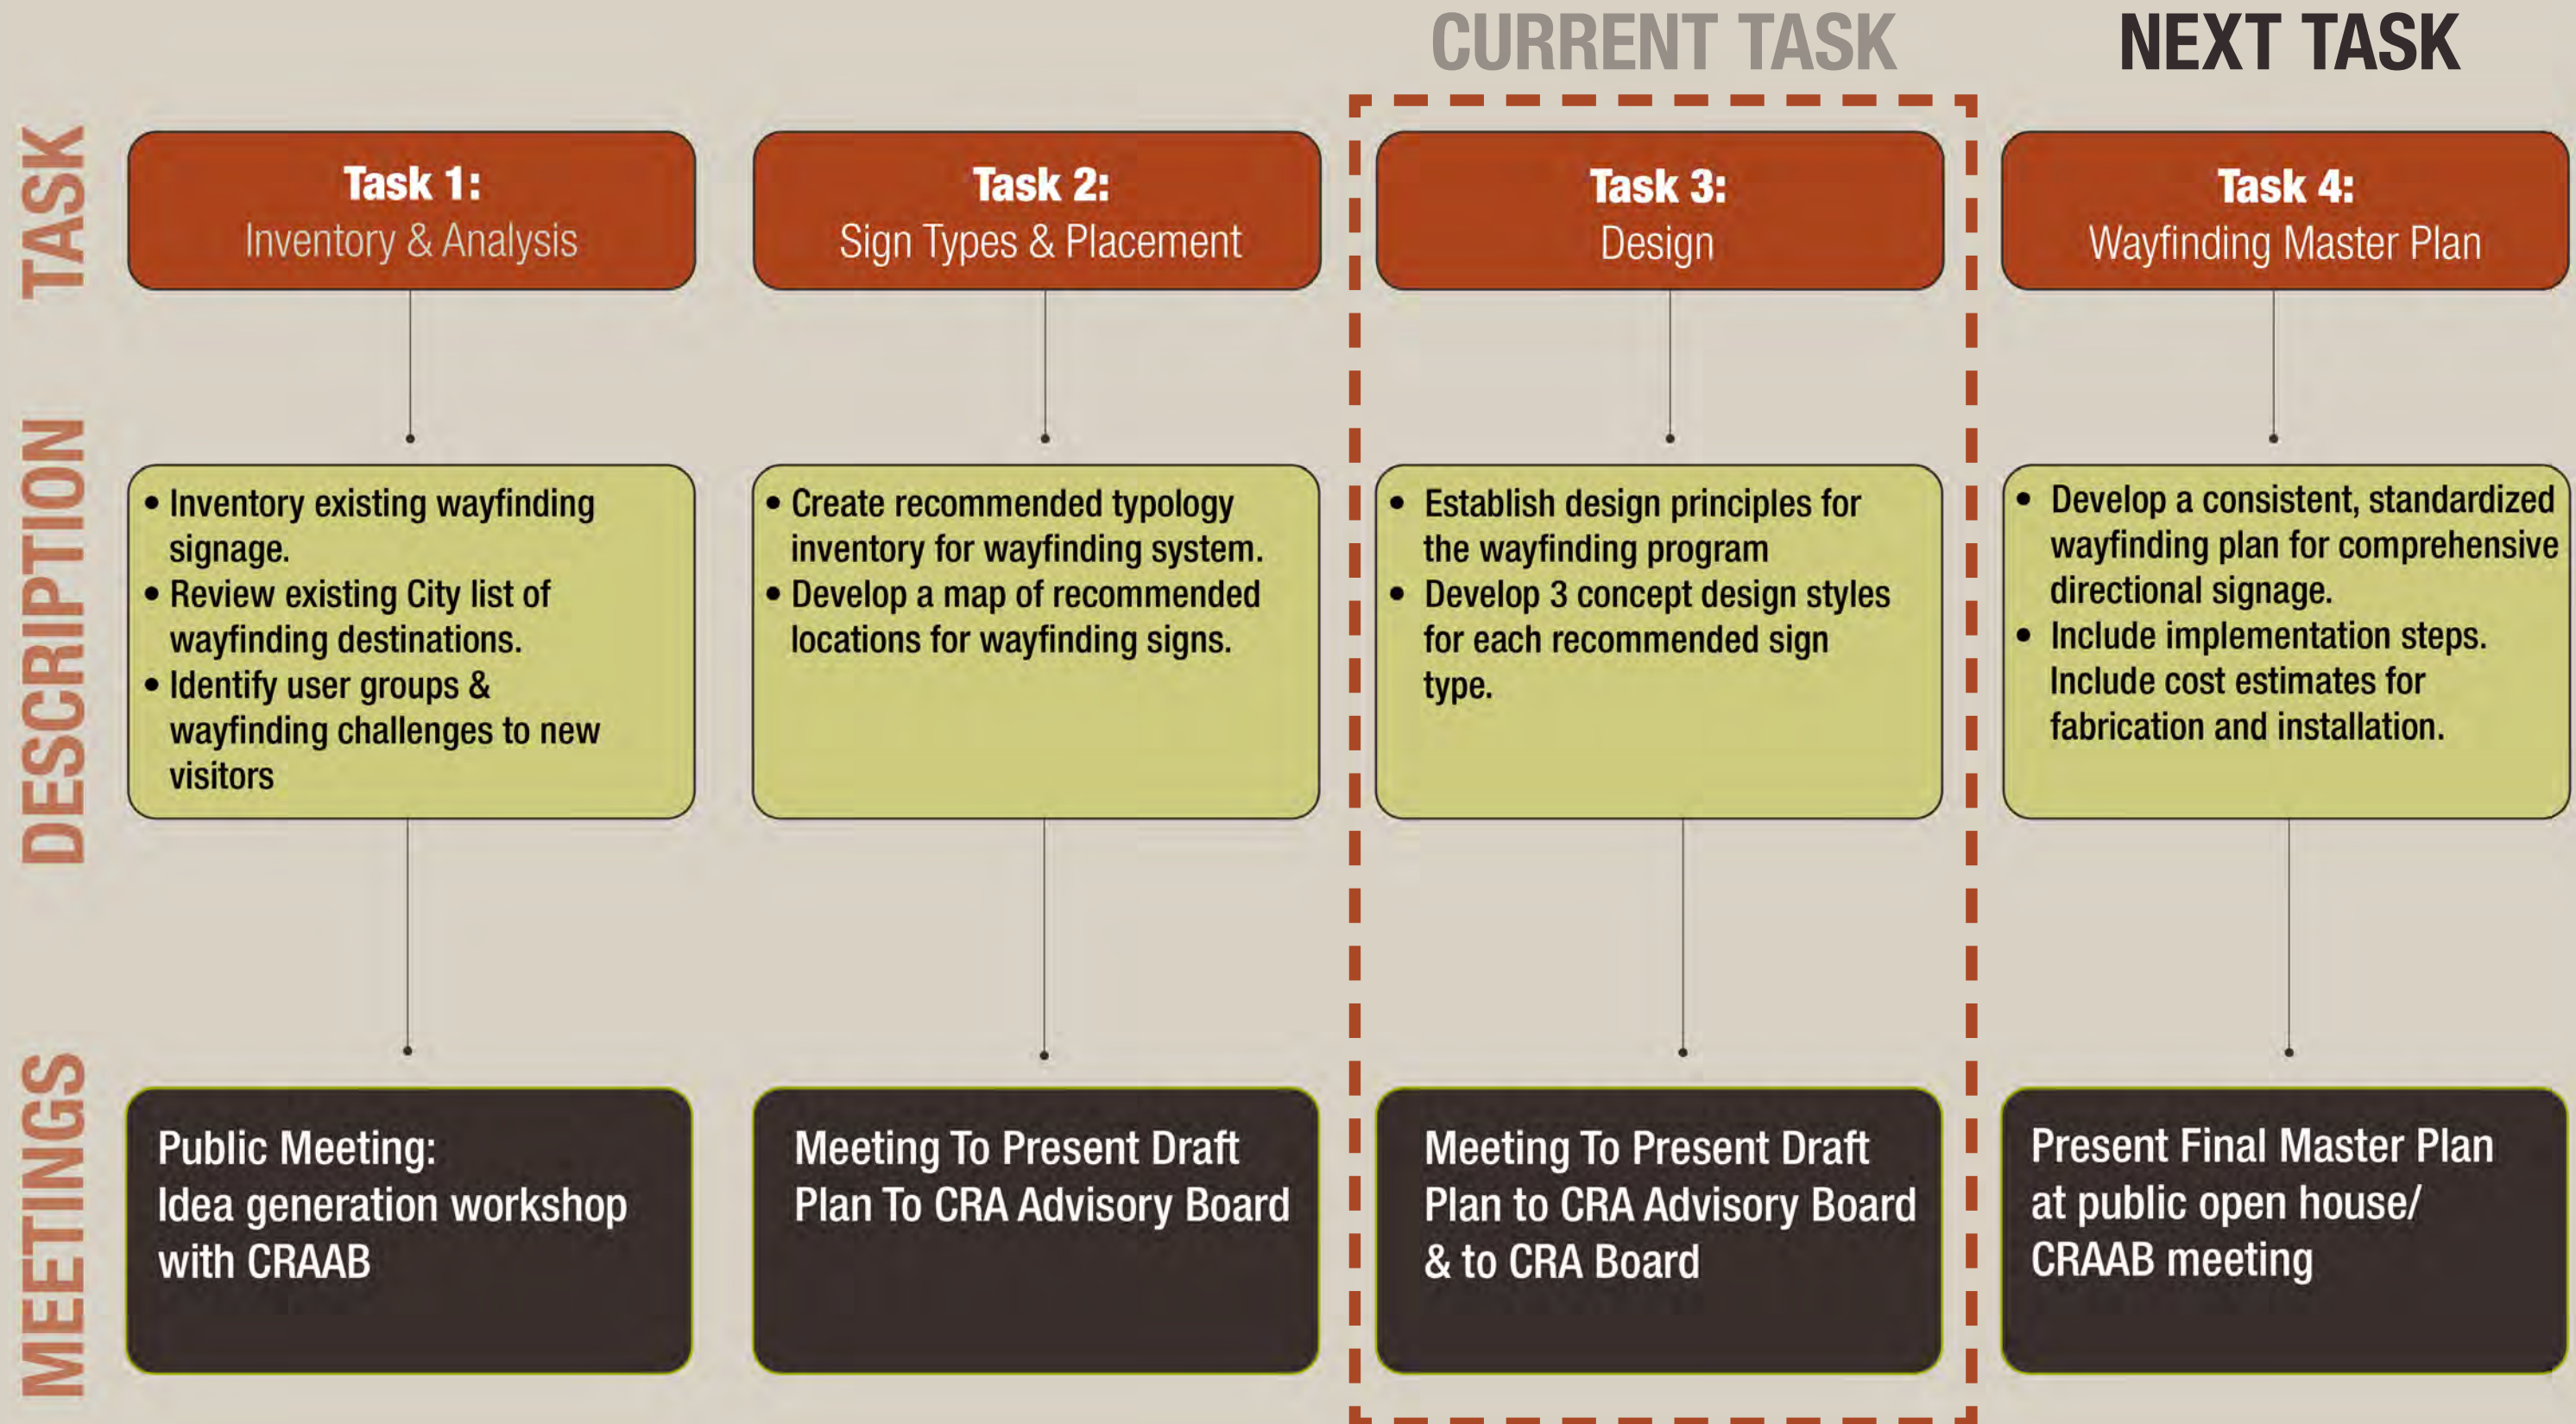 CURRENT TASK
NEXT TASK
TASK
Task 1:
Inventory & Analysis
Task 2:
Sign Types & Placement
Task 3:
Design
Task 4:
Wayfinding Master Plan
DESCRIPTION
• Inventory existing wayfinding
signage.
• Review existing City list of
wayfinding destinations.
• Identify user groups &
wayfinding challenges to new
visitors
• Create recommended typology
inventory for wayfinding system.
• Develop a map of recommended
locations for wayfinding signs.
• Establish design principles for
the wayfinding program
• Develop 3 concept design styles
for each recommended sign
type.
• Develop a consistent, standardized
wayfinding plan for comprehensive
directional signage.
• Include implementation steps.
Include cost estimates for
fabrication and installation.
MEETINGS
Public Meeting:
Idea generation workshop
with CRAAB
Meeting To Present Draft
Plan To CRA Advisory Board
Meeting To Present Draft
Plan to CRA Advisory Board
& to CRA Board
Present Final Master Plan
at public open house/
CRAAB meeting